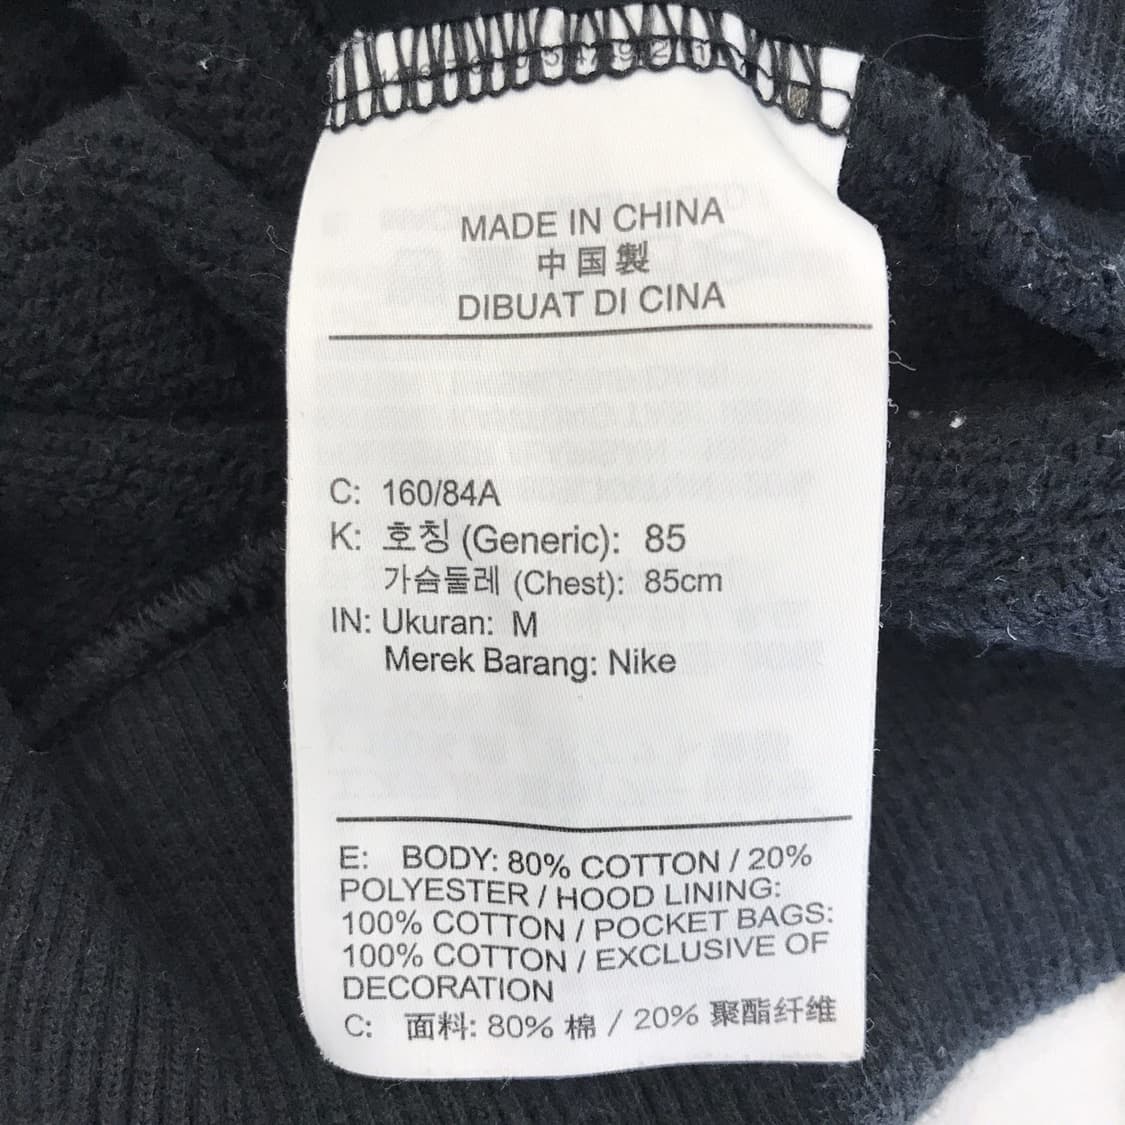 MADE IN CHINA
中国製
DIBUAT DI CINA
C: 160/84A
K: 호칭 (Generic): 85
가슴둘레 (Chest): 85cm
IN: Ukuran: M
Merek Barang: Nike
E: BODY: 80% COTTON / 20%
POLYESTER / HOOD LINING:
100% COTTON / POCKET BAGS:
100% COTTON / EXCLUSIVE OF
DECORATION
C: 面料: 80% 棉 / 20% 聚酯纤维